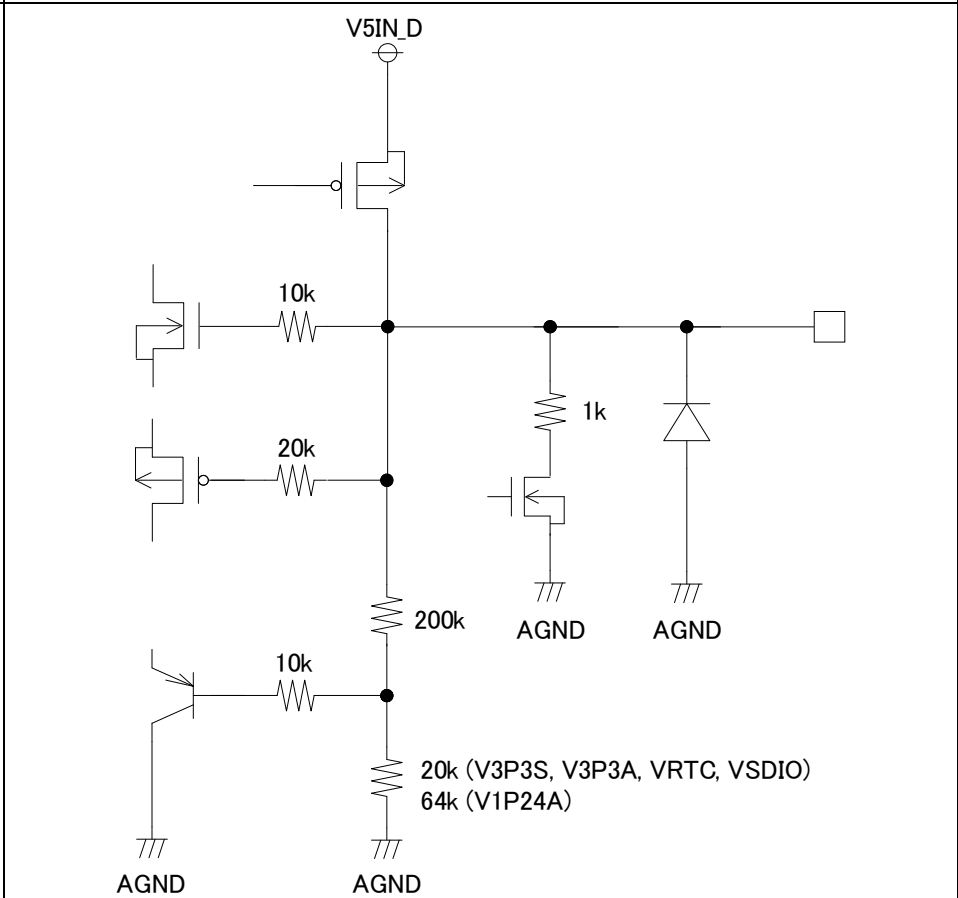 V5IN_D
10k
1k
20k
200k
AGND
AGND
10k
20k (V3P3S, V3P3A, VRTC, VSDIO)
64k (V1P24A)
AGND
AGND